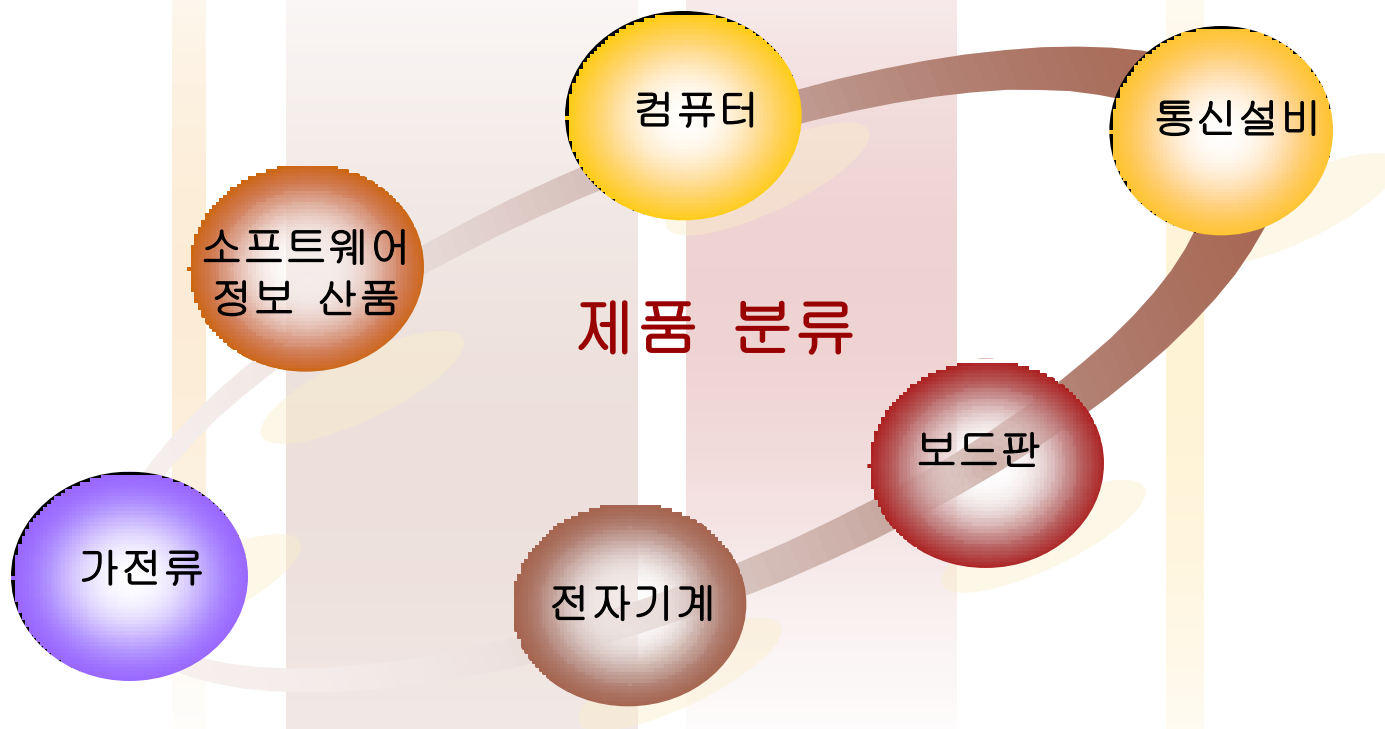 컴퓨터
통신설비
소프트웨어
정보 산품
제품 분류
보드판
가전류
전자기계